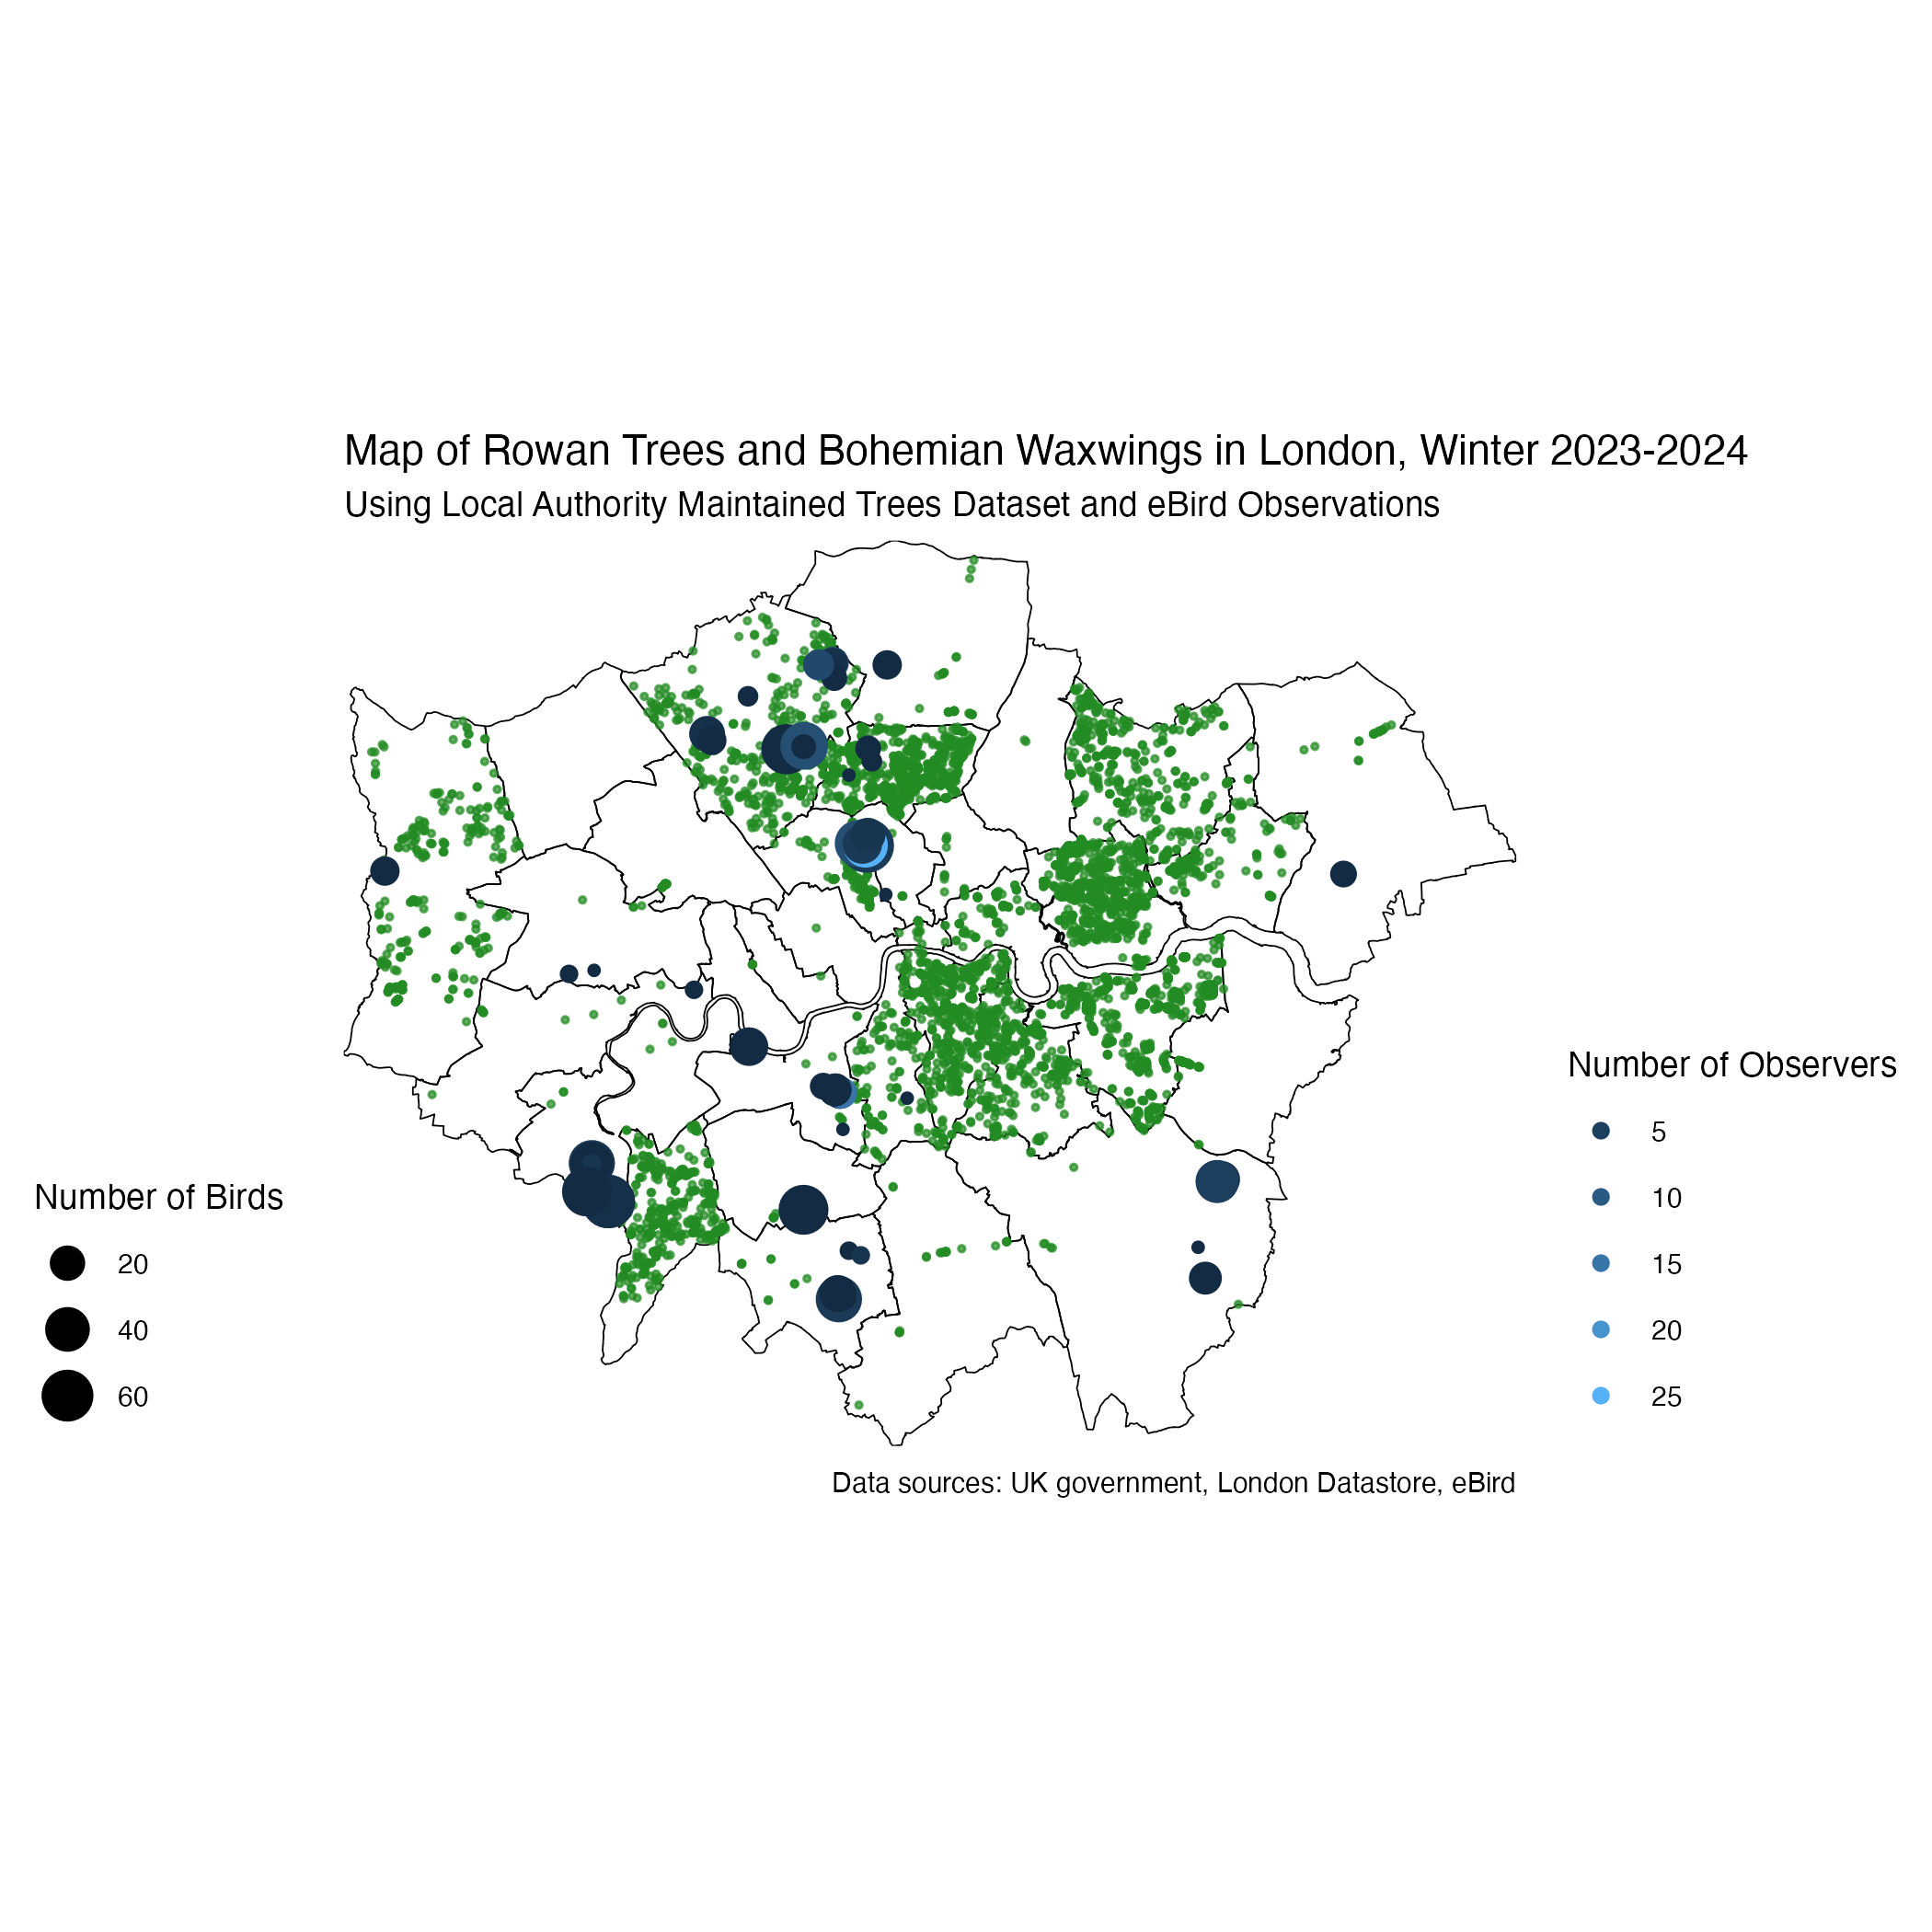 Map of Rowan Trees and Bohemian Waxwings in London, Winter 2023-2024
Using Local Authority Maintained Trees Dataset and eBird Observations
Number of Birds
20
40
60
Number of Observers
5
10
15
20
25
Data sources: UK government, London Datastore, eBird